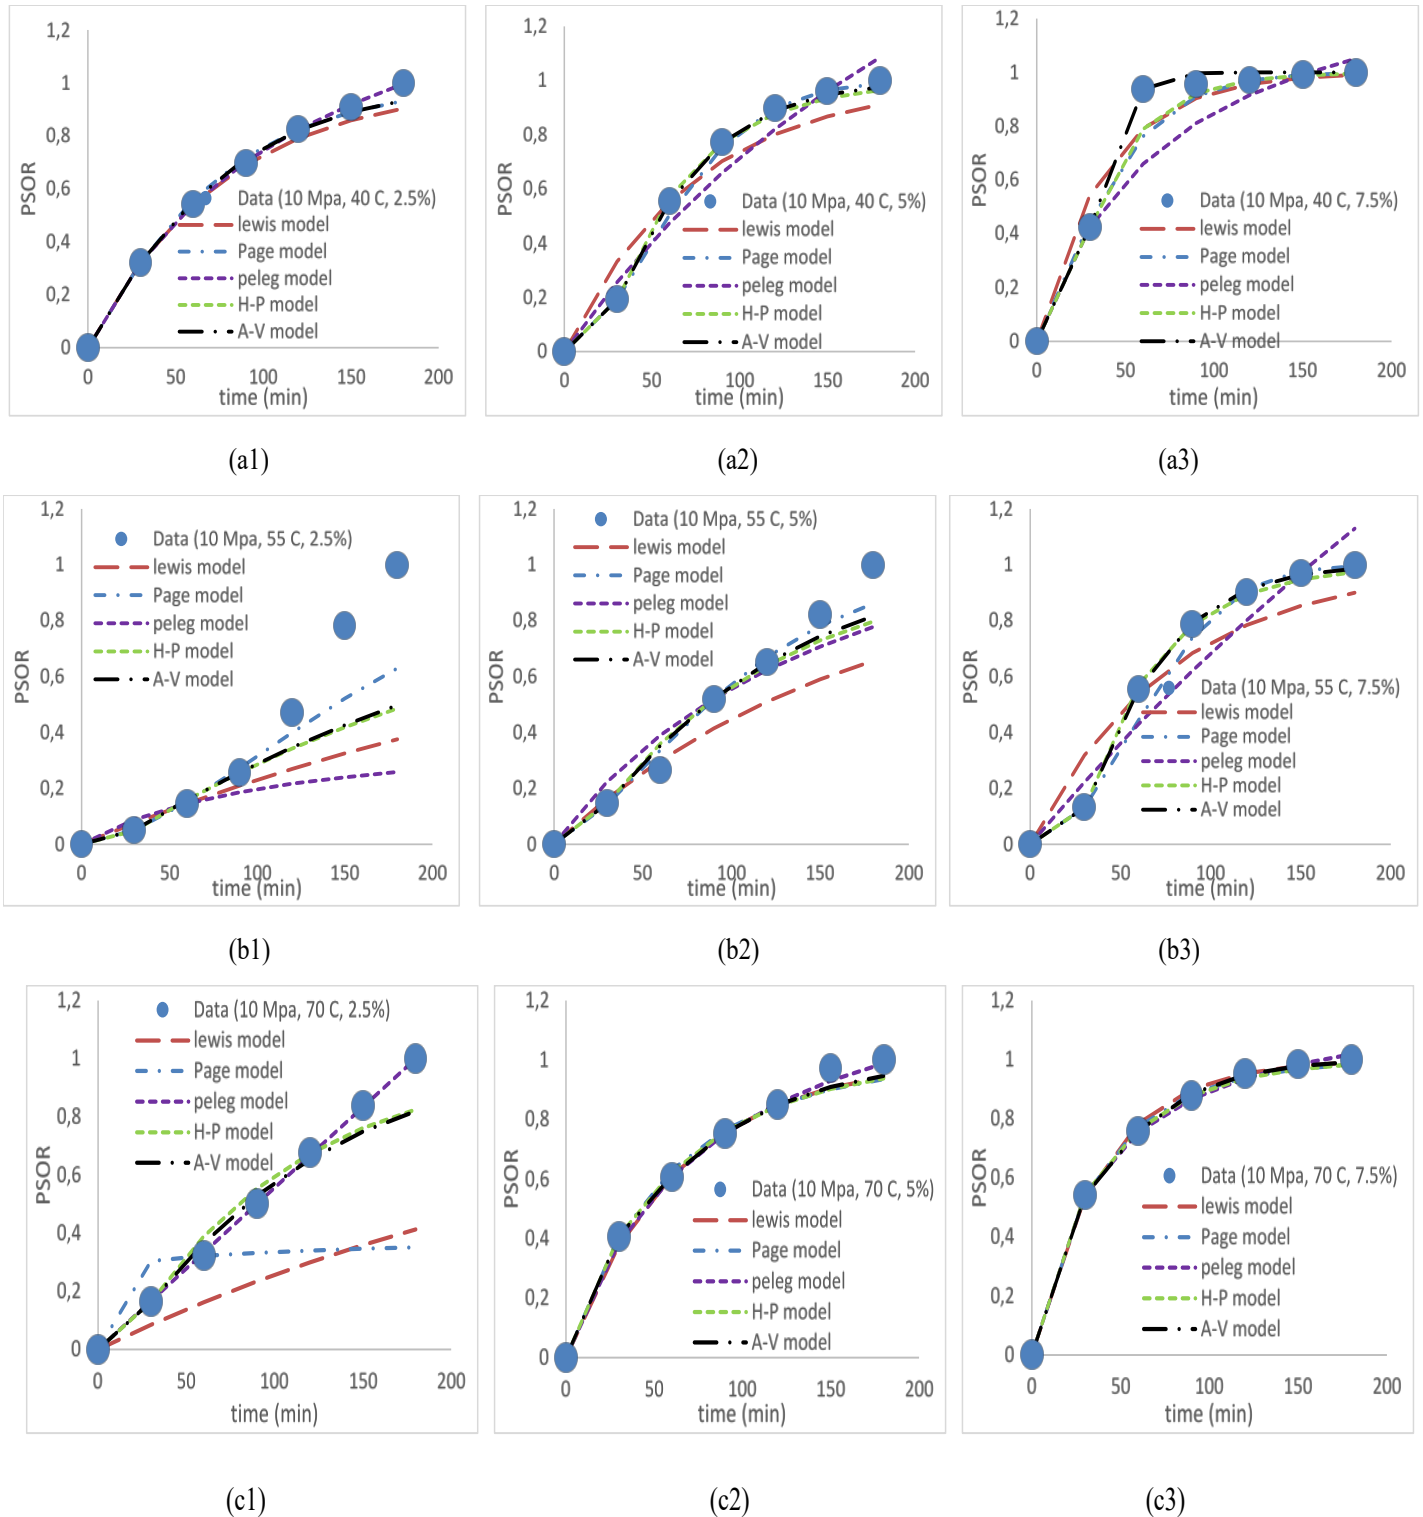 1,2
1
0,8
0,6
0,4
0,2
0
PSOR
Data (10 Mpa, 40 C, 2.5%)
lewis model
Page model
peleg model
H-P model
A-V model
0 50 100 150 200
time (min)
(a1)
1,2
1
0,8
0,6
0,4
0,2
0
PSOR
Data (10 Mpa, 40 C, 5%)
lewis model
Page model
peleg model
H-P model
A-V model
0 50 100 150 200
time (min)
(a2)
1,2
1
0,8
0,6
0,4
0,2
0
PSOR
Data (10 Mpa, 40 C, 7.5%)
lewis model
Page model
peleg model
H-P model
A-V model
0 50 100 150 200
time (min)
(a3)
1,2
1
0,8
0,6
0,4
0,2
0
PSOR
Data (10 Mpa, 55 C, 2.5%)
lewis model
Page model
peleg model
H-P model
A-V model
0 50 100 150 200
time (min)
(b1)
1,2
1
0,8
0,6
0,4
0,2
0
PSOR
Data (10 Mpa, 55 C, 5%)
lewis model
Page model
peleg model
H-P model
A-V model
0 50 100 150 200
time (min)
(b2)
1,2
1
0,8
0,6
0,4
0,2
0
PSOR
Data (10 Mpa, 55 C, 7.5%)
lewis model
Page model
peleg model
H-P model
A-V model
0 50 100 150 200
time (min)
(b3)
1,2
1
0,8
0,6
0,4
0,2
0
PSOR
Data (10 Mpa, 70 C, 2.5%)
lewis model
Page model
peleg model
H-P model
A-V model
0 50 100 150 200
time (min)
(c1)
1,2
1
0,8
0,6
0,4
0,2
0
PSOR
Data (10 Mpa, 70 C, 5%)
lewis model
Page model
peleg model
H-P model
A-V model
0 50 100 150 200
time (min)
(c2)
1,2
1
0,8
0,6
0,4
0,2
0
PSOR
Data (10 Mpa, 70 C, 7.5%)
lewis model
Page model
peleg model
H-P model
A-V model
0 50 100 150 200
time (min)
(c3)